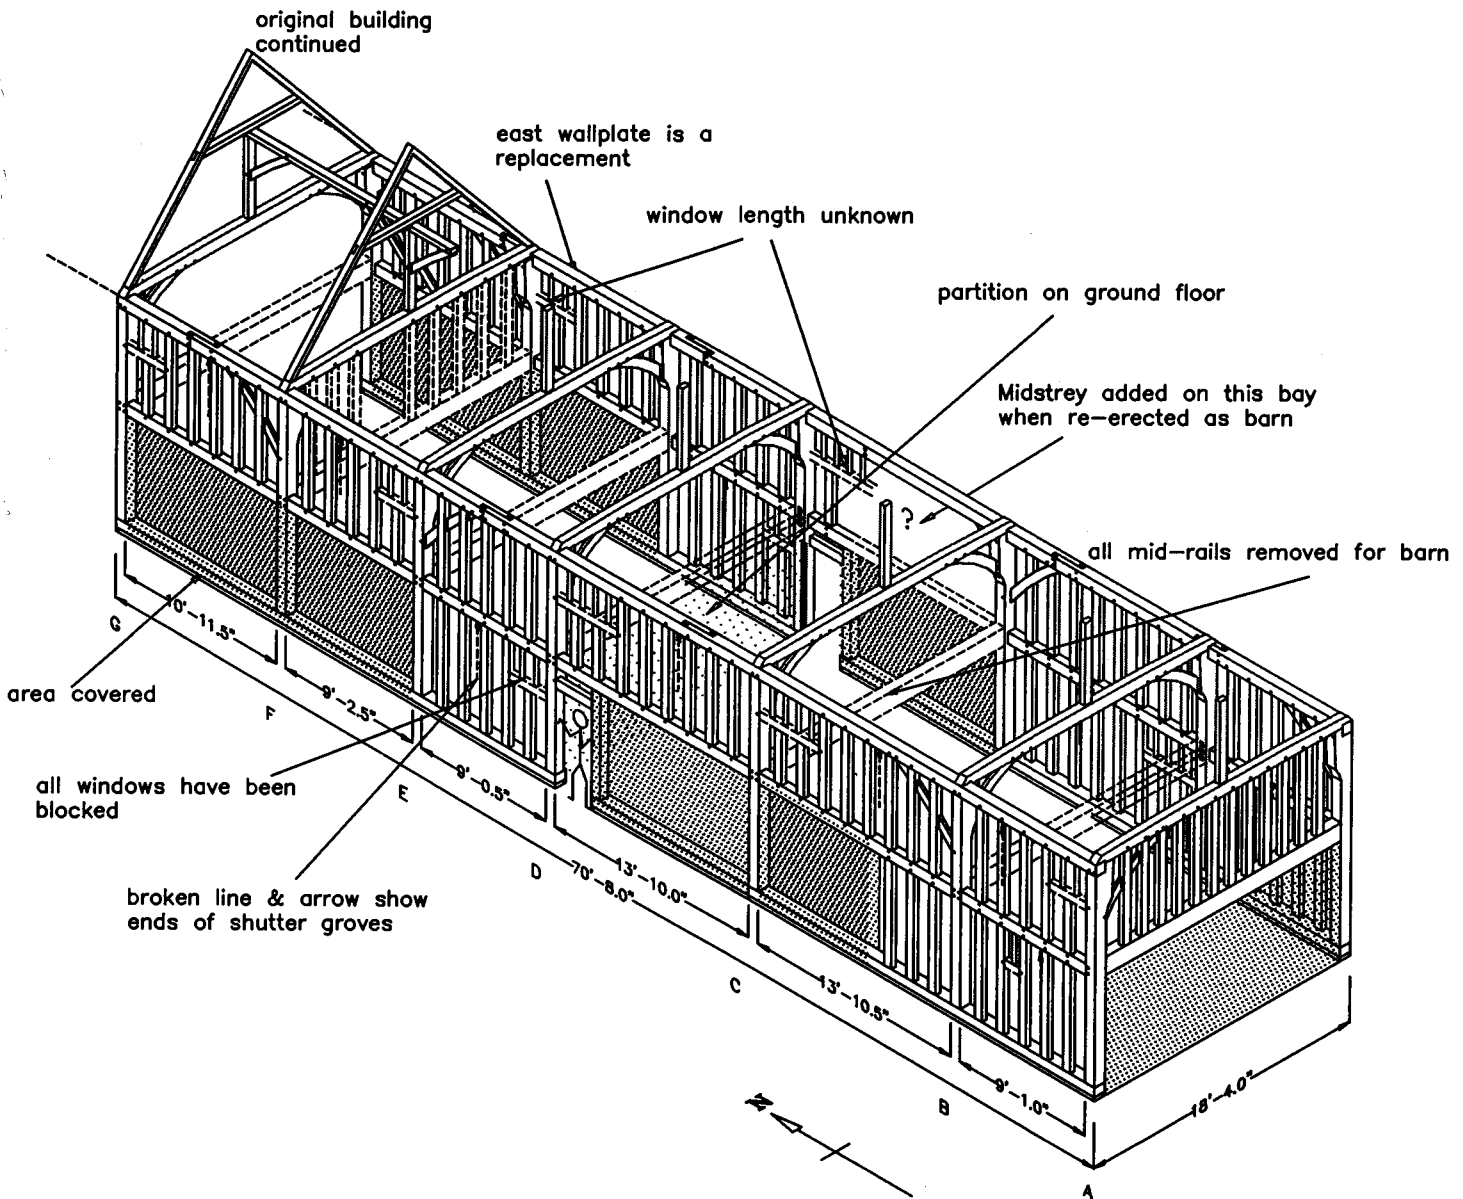 original building
continued
east wallplate is a
replacement
window length unknown
partition on ground floor
Midstrey added on this bay
when re-erected as barn
?
all mid-rails removed for barn
10'-11.5"
G
area covered
9'-2.5"
F
9'-0.5"
E
all windows have been
blocked
13'-10.0"
70'-8.0"
D
broken line & arrow show
ends of shutter groves
13'-10.5"
C
9'-1.0"
B
18'-4.0"
N
A